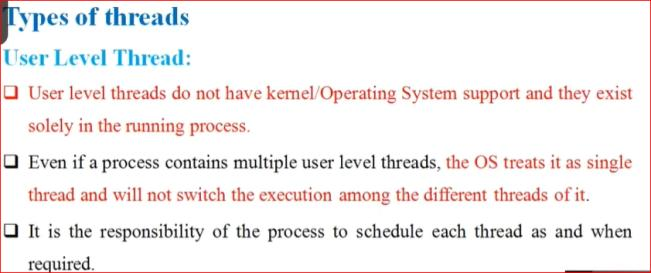 Types of threads
User Level Thread:
❑ User level threads do not have kernel/Operating System support and they exist
solely in the running process.
❑ Even if a process contains multiple user level threads, the OS treats it as single
thread and will not switch the execution among the different threads of it.
❑ It is the responsibility of the process to schedule each thread as and when
required.